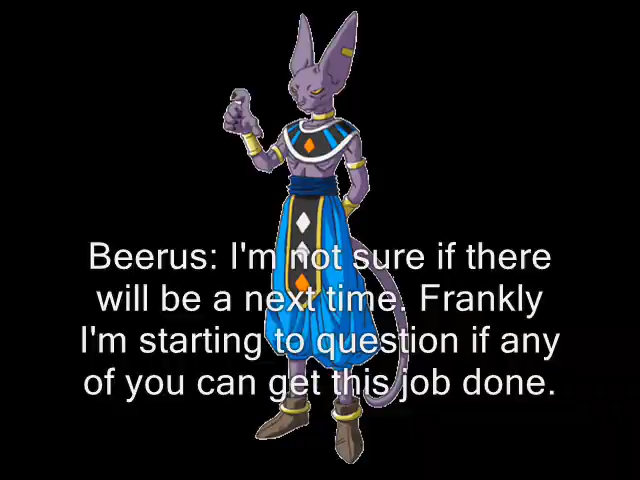 Beerus: I'm not sure if there
will be a next time. Frankly
I'm starting to question if any
of you can get this job done.